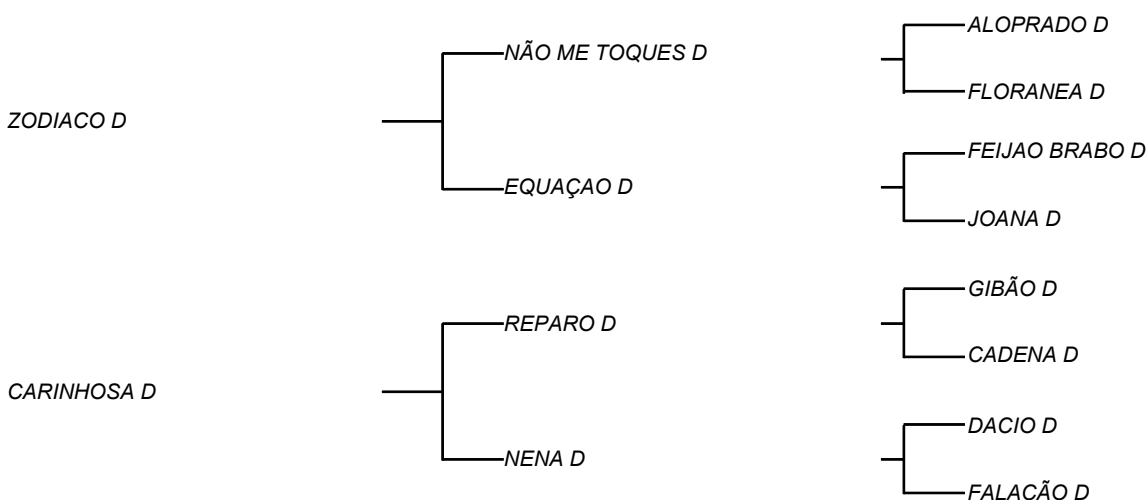 ALOPRADO D
NÃO ME TOQUES D
FLORANEA D
ZODIACO D
FEIJAO BRABO D
EQUAÇAO D
JOANA D
GIBÃO D
REPARO D
CADENA D
CARINHOSA D
DACIO D
NENA D
FALACÃO D